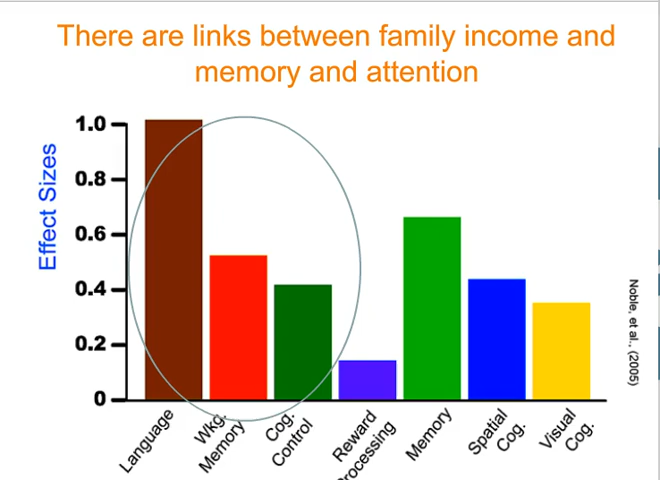 There are links between family income and
memory and attention
Effect Sizes
1.0
0.8
0.6
0.4
0.2
0
Language
Wkg.
Memory
Cog.
Control
Reward
Processing
Memory
Spatial
Cog.
Visual
Cog.
Noble, et al., (2005)